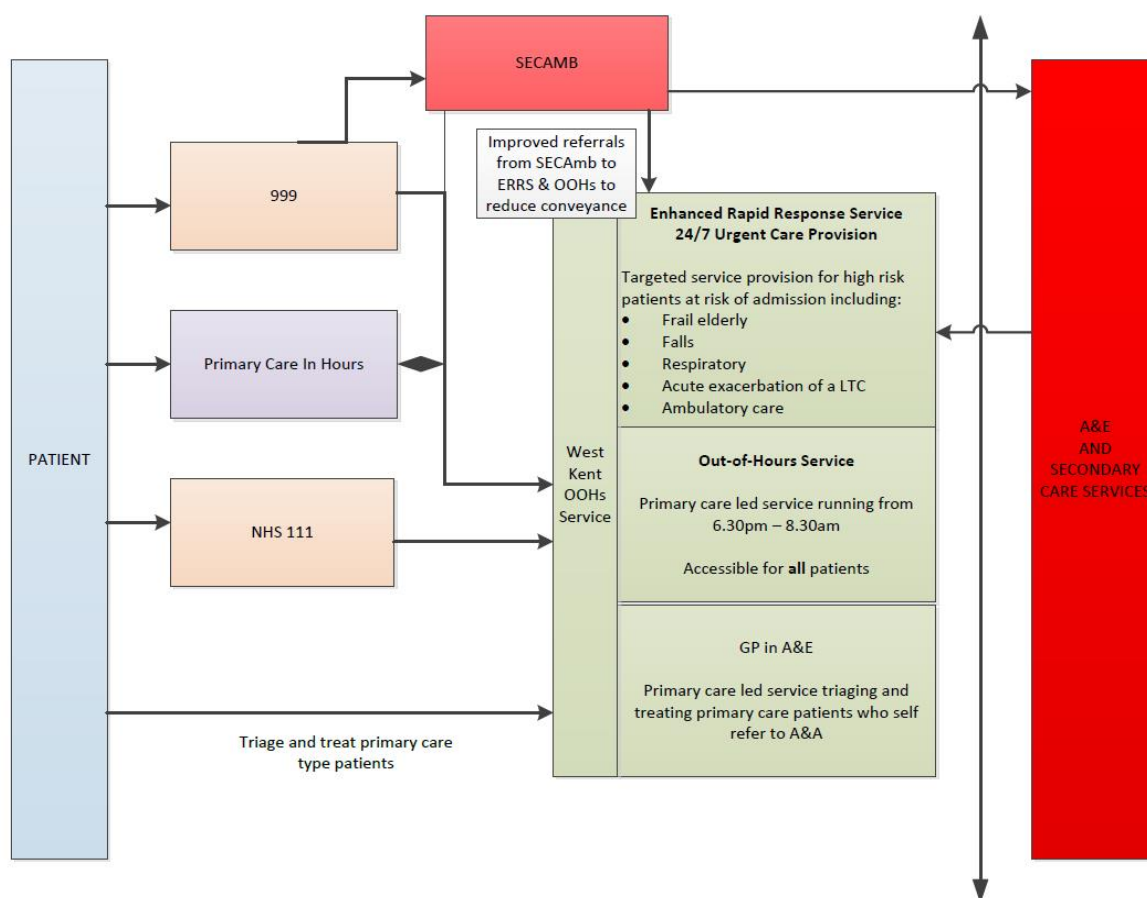 SECAMB
999
Improved referrals
from SECAmb to
ERRS & OOHs to
reduce conveyance
Enhanced Rapid Response Service
24/7 Urgent Care Provision
Targeted service provision for high risk
patients at risk of admission including:
• Frail elderly
• Falls
• Respiratory
• Acute exacerbation of a LTC
• Ambulatory care
Primary Care In Hours
PATIENT
West
Kent
OOHs
Service
Out-of-Hours Service
Primary care led service running from
6.30pm – 8.30am
Accessible for all patients
A&E
AND
SECONDARY
CARE SERVICES
NHS 111
GP in A&E
Primary care led service triaging and
treating primary care patients who self
refer to A&A
Triage and treat primary care
type patients